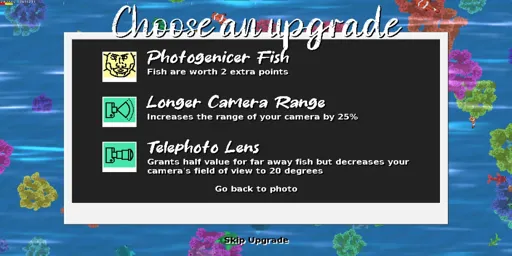 Choose an upgrade
Photogenicer Fish
Fish are worth 2 extra points
Longer Camera Range
Increases the range of your camera by 25%
Telephoto Lens
Grants half value for far away fish but decreases your
camera's field of view to 20 degrees
Go back to photo
Skip Upgrade